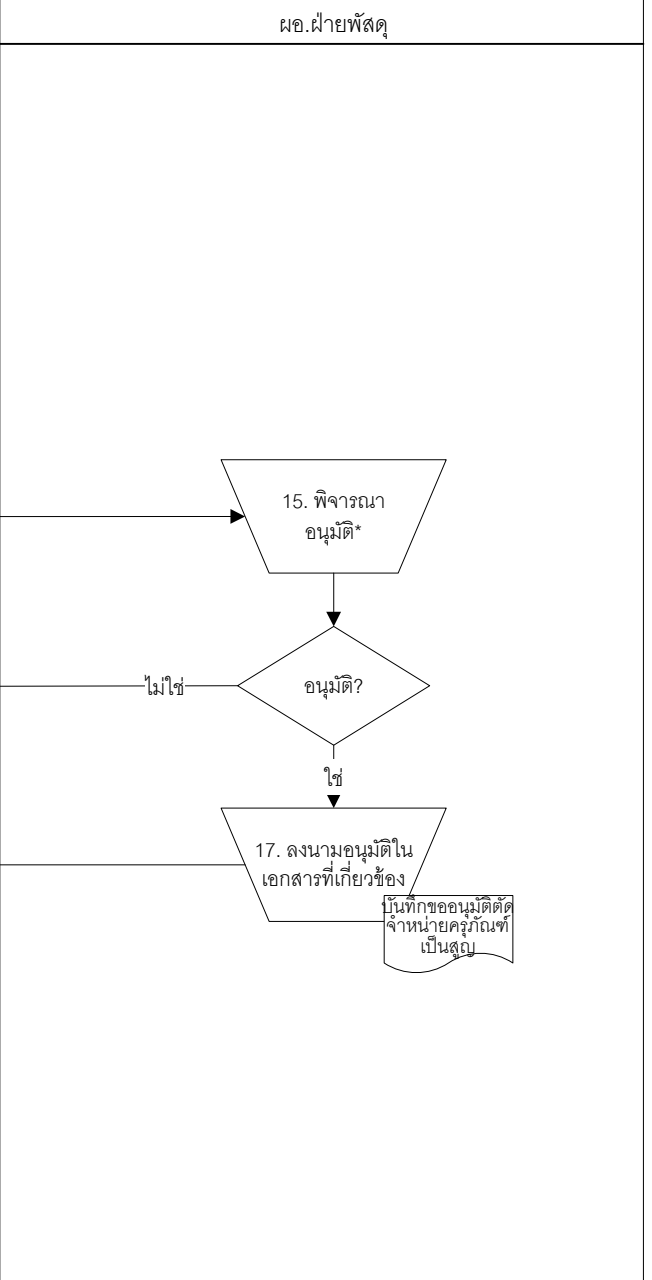 ผอ.ฝ่ายพัสดุ
15. พิจารณา
อนุมัติ*
อนุมัติ?
ไม่ใช่
ใช่
17. ลงนามอนุมัติใน
เอกสารที่เกี่ยวข้อง
บันทึกขออนุมัติตัด
จำหน่ายครุภัณฑ์
เป็นสูญ